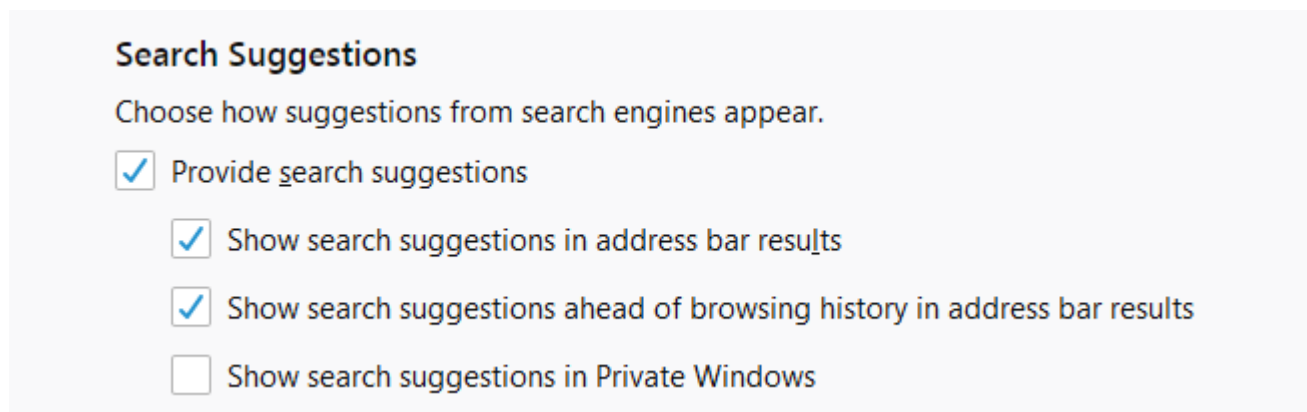 Search Suggestions
Choose how suggestions from search engines appear.
Provide search suggestions
Show search suggestions in address bar results
Show search suggestions ahead of browsing history in address bar results
Show search suggestions in Private Windows